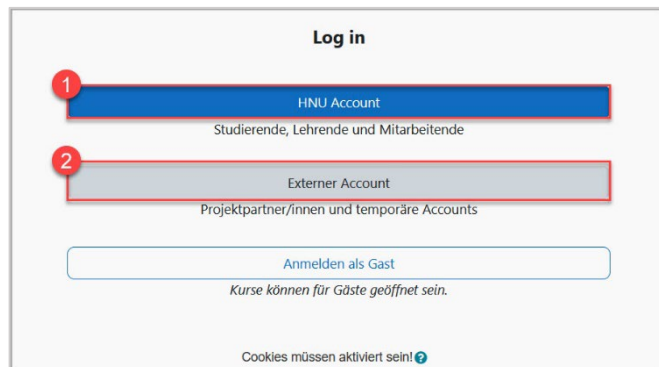 Log in
1
HNU Account
Studierende, Lehrende und Mitarbeitende
2
Externer Account
Projektpartner/innen und temporäre Accounts
Anmelden als Gast
Kurse können für Gäste geöffnet sein.
Cookies müssen aktiviert sein! ?